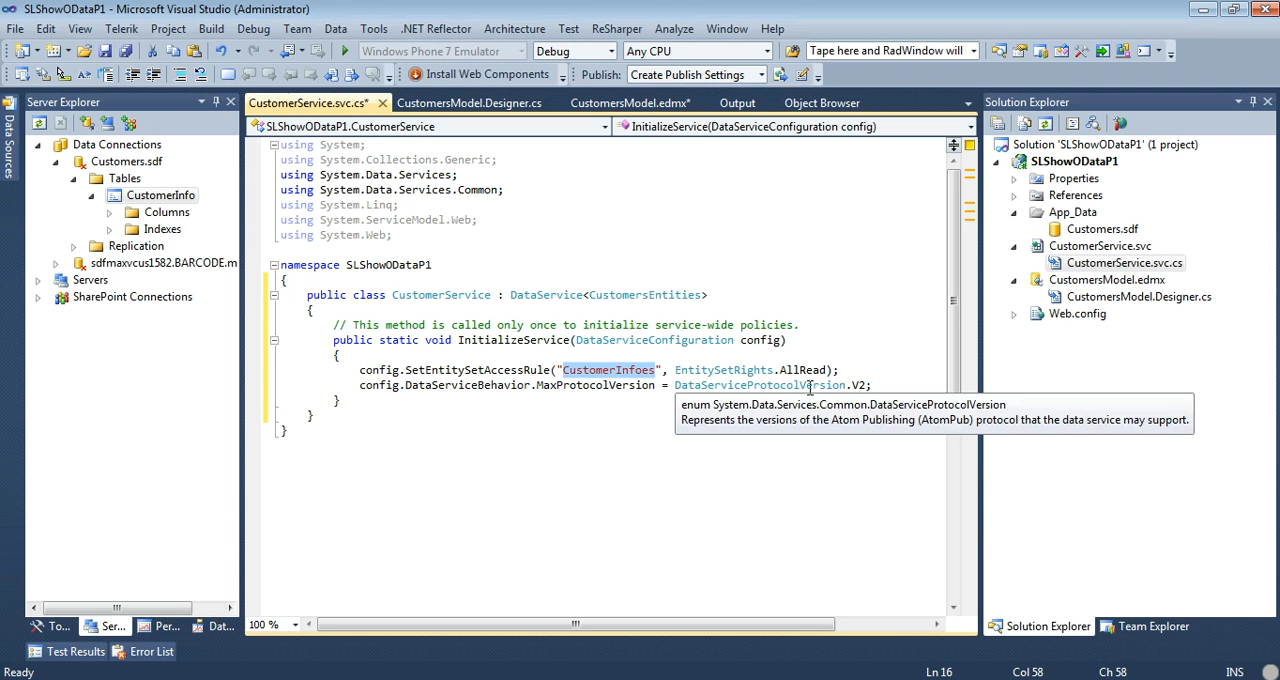 SLShowODataP1 - Microsoft Visual Studio (Administrator)
File Edit View Telerik Project Build Debug Team Data Tools .NET Reflector Architecture Test ReSharper Analyze Window Help
Windows Phone 7 Emulator Debug Any CPU Tape here and RadWindow will
Install Web Components Publish: Create Publish Settings
Data Sources
Server Explorer
Data Connections
Customers.sdf
Tables
CustomerInfo
Columns
Indexes
Replication
sdfmaxvcus1582.BARCODE.m
Servers
SharePoint Connections
To... Ser... Per... Dat...
CustomerService.svc.cs* CustomersModel.Designer.cs CustomersModel.edmx* Output Object Browser
SLShowODataP1.CustomerService InitializeService(DataServiceConfiguration config)
using System;
using System.Collections.Generic;
using System.Data.Services;
using System.Data.Services.Common;
using System.Linq;
using System.ServiceModel.Web;
using System.Web;
namespace SLShowODataP1
{
public class CustomerService : DataService<CustomersEntities>
{
// This method is called only once to initialize service-wide policies.
public static void InitializeService(DataServiceConfiguration config)
{
config.SetEntitySetAccessRule("CustomerInfoes", EntitySetRights.AllRead);
config.DataServiceBehavior.MaxProtocolVersion = DataServiceProtocolVersion.V2;
}
}
}
enum System.Data.Services.Common.DataServiceProtocolVersion
Represents the versions of the Atom Publishing (AtomPub) protocol that the data service may support.
100 %
Solution Explorer
Solution 'SLShowODataP1' (1 project)
SLShowODataP1
Properties
References
App_Data
Customers.sdf
CustomerService.svc
CustomerService.svc.cs
CustomersModel.edmx
CustomersModel.Designer.cs
Web.config
Solution Explorer Team Explorer
Test Results Error List
Ready Ln 16 Col 58 Ch 58 INS